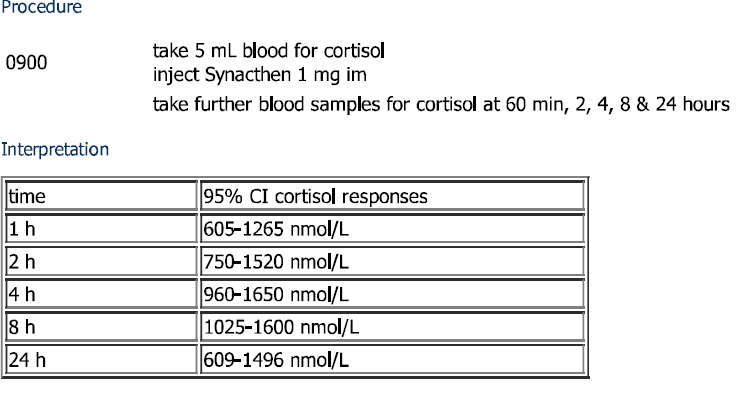 Procedure
0900
take 5 mL blood for cortisol
inject Synacthen 1 mg im
take further blood samples for cortisol at 60 min, 2, 4, 8 & 24 hours
Interpretation
time 95% CI cortisol responses
1 h 605-1265 nmol/L
2 h 750-1520 nmol/L
4 h 960-1650 nmol/L
8 h 1025-1600 nmol/L
24 h 609-1496 nmol/L